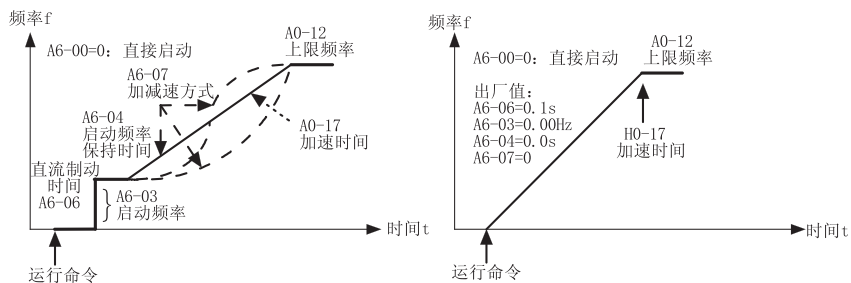 频率f
A6-00=0：直接启动
A0-12
上限频率
A6-07
加减速方式
A6-04
启动频率
保持时间
A0-17
加速时间
直流制动
时间
A6-06
A6-03
启动频率
时间t
运行命令
频率f
A6-00=0：直接启动
A0-12
上限频率
出厂值：
A6-06=0.1s
A6-03=0.00Hz
A6-04=0.0s
A6-07=0
H0-17
加速时间
时间t
运行命令